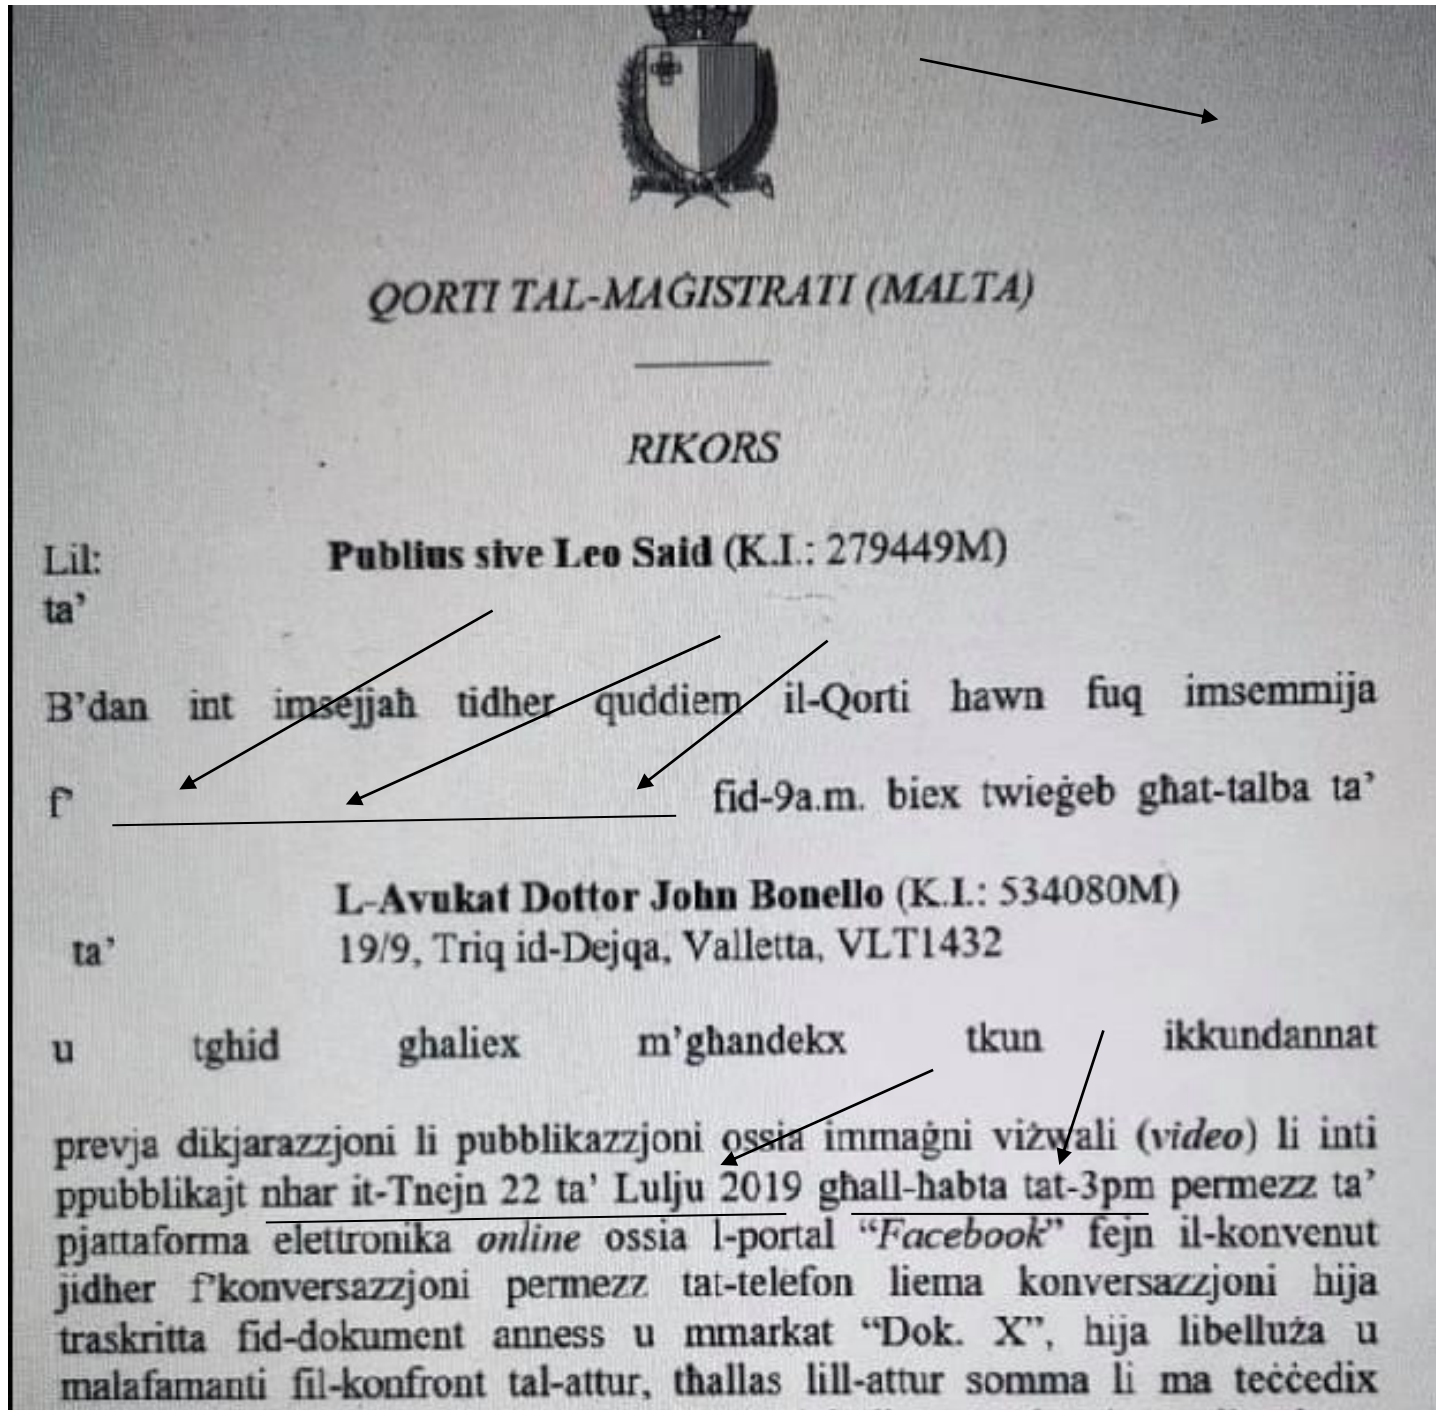 QORTI TAL-MAĠISTRATI (MALTA)
RIKORS
Lil: Publius sive Leo Said (K.I.: 279449M)
ta’
B’dan int imsejjaħ tidher quddiem il-Qorti hawn fuq imsemmija
f’ fid-9a.m. biex twieġeb għat-talba ta’
L-Avukat Dottor John Bonello (K.I.: 534080M)
ta’ 19/9, Triq id-Dejqa, Valletta, VLT1432
u tgħid għaliex m’għandekx tkun ikkundannat
prevja dikjarazzjoni li pubblikazzjoni ossia immaġni viżwali (video) li inti
ppubblikajt nhar it-Tnejn 22 ta’ Lulju 2019 għall-ħabta tat-3pm permezz ta’
pjattaforma elettronika online ossia l-portal “Facebook” fejn il-konvenut
jidher f’konversazzjoni permezz tat-telefon liema konversazzjoni hija
traskritta fid-dokument anness u mmarkat “Dok. X”, hija libelluża u
malafamanti fil-konfront tal-attur, tħallas lill-attur somma li ma teċċedix